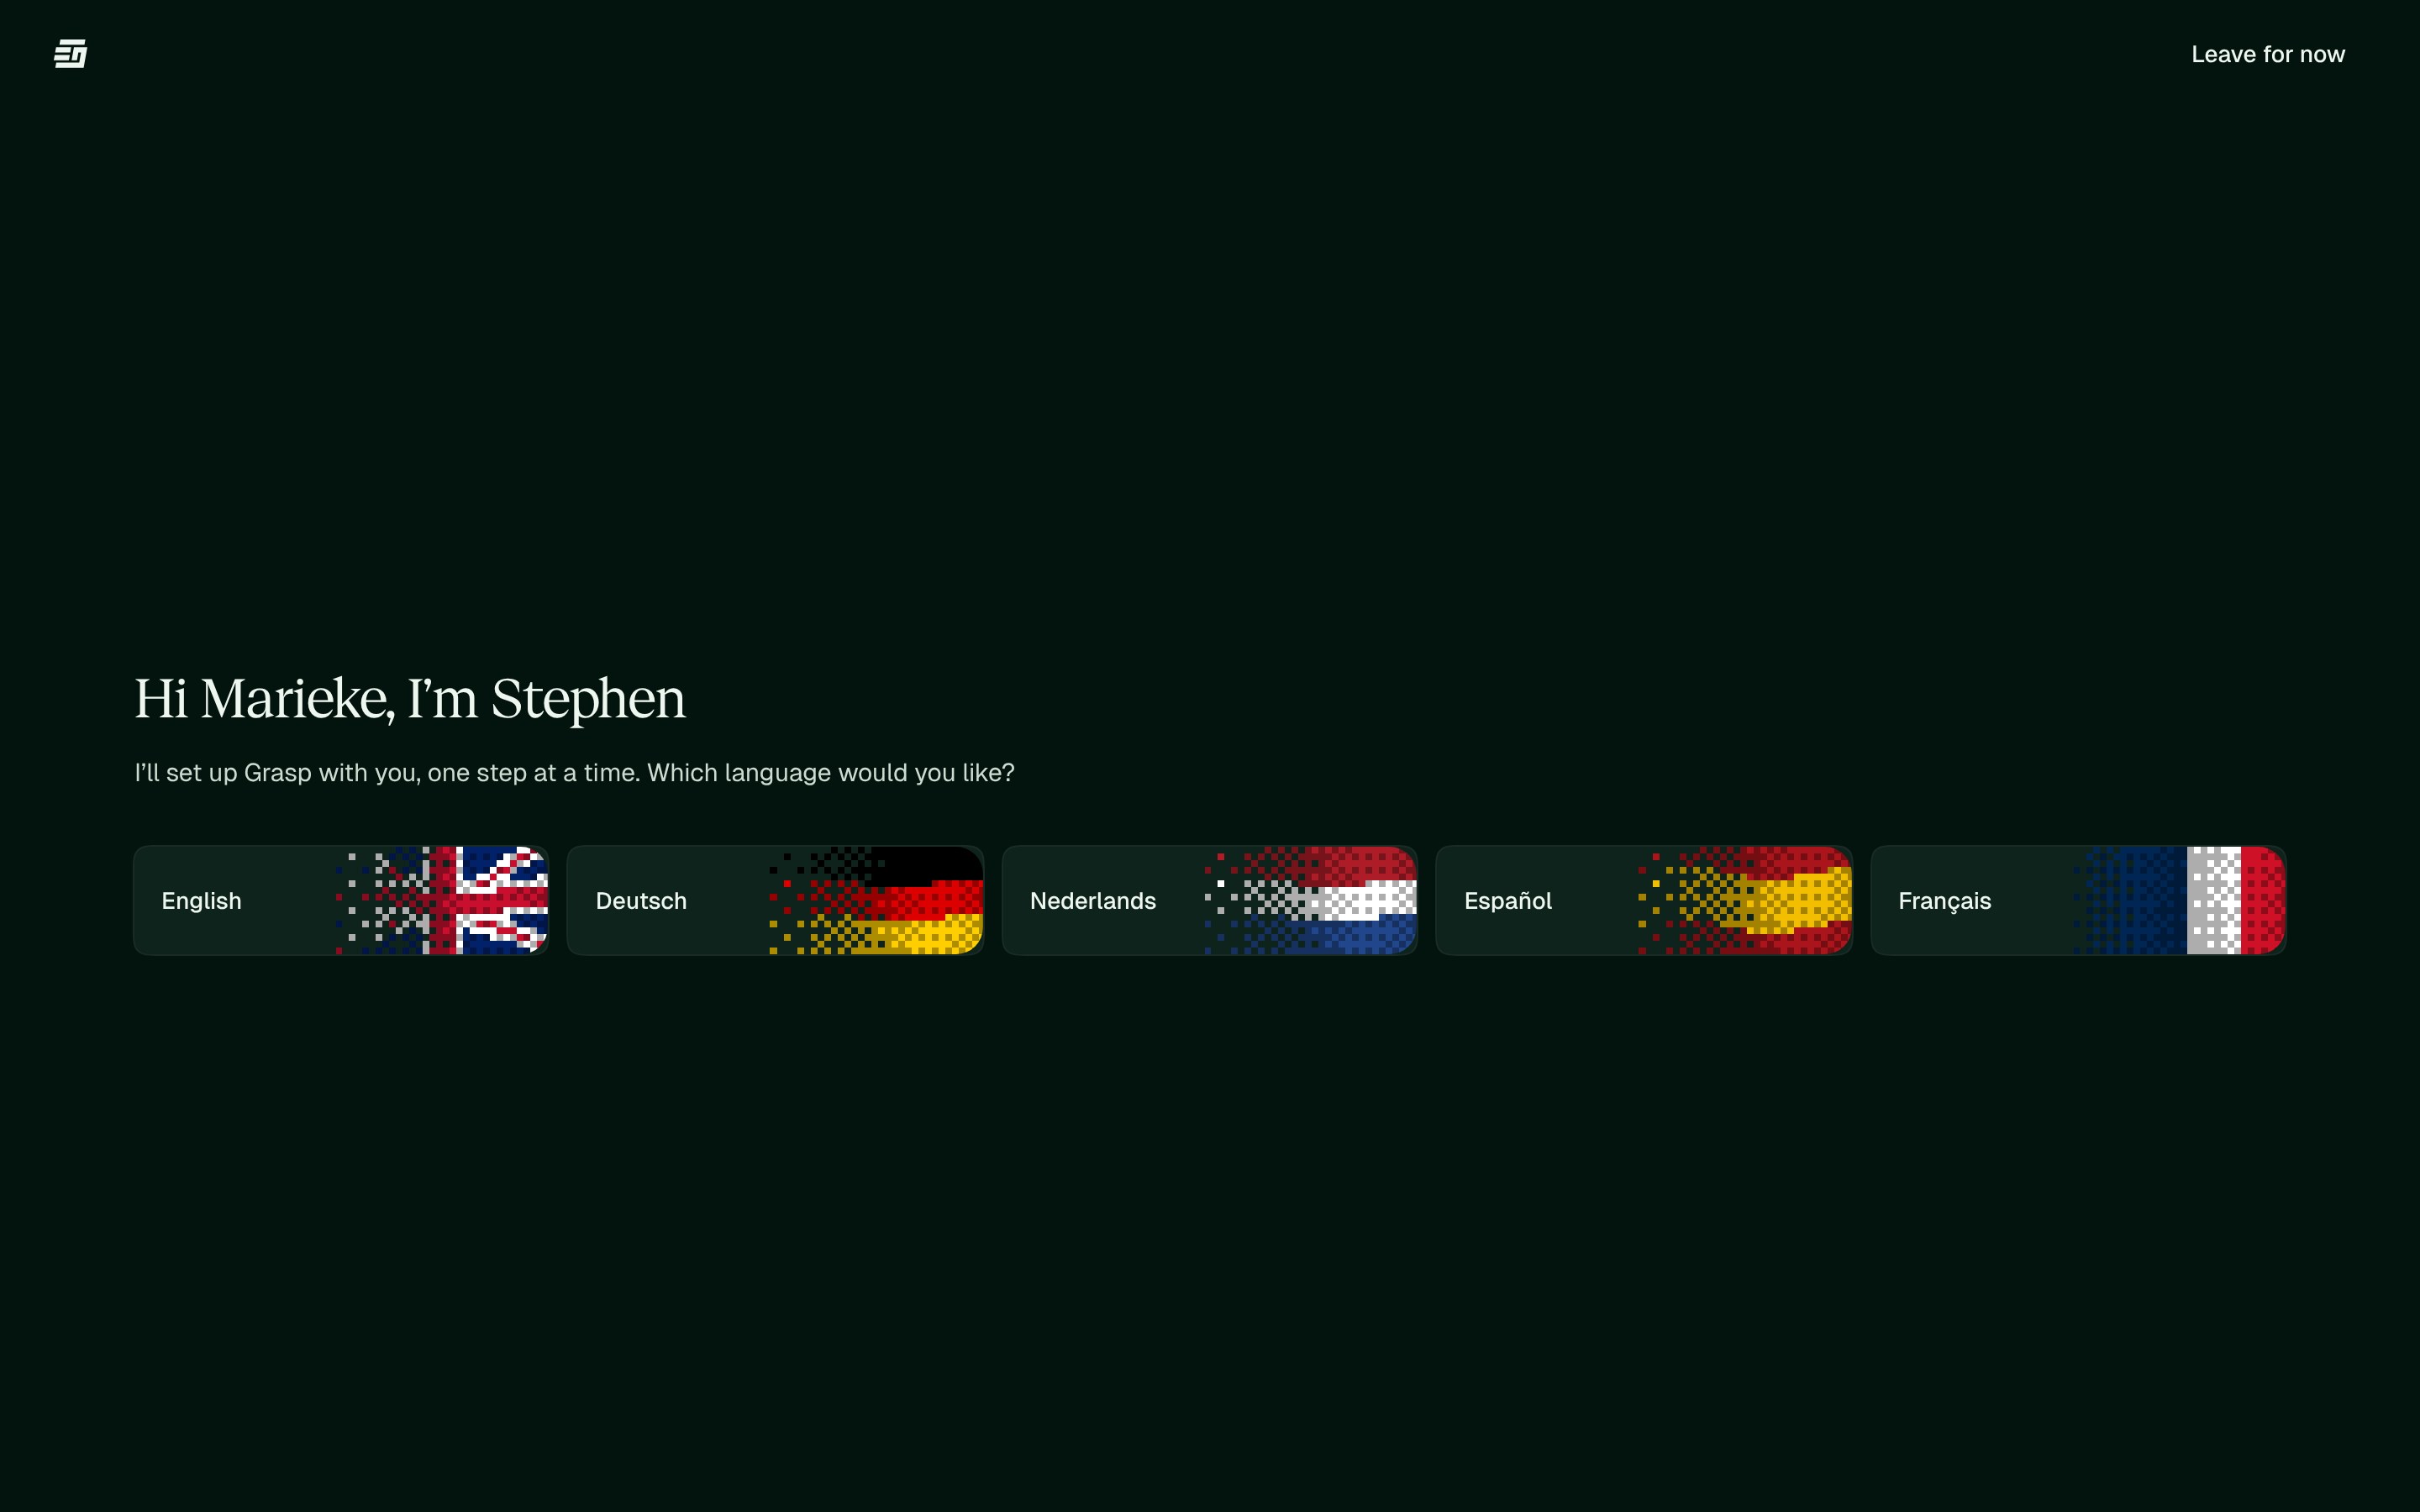 Leave for now
Hi Marieke, I’m Stephen
I’ll set up Grasp with you, one step at a time. Which language would you like?
English
Deutsch
Nederlands
Español
Français